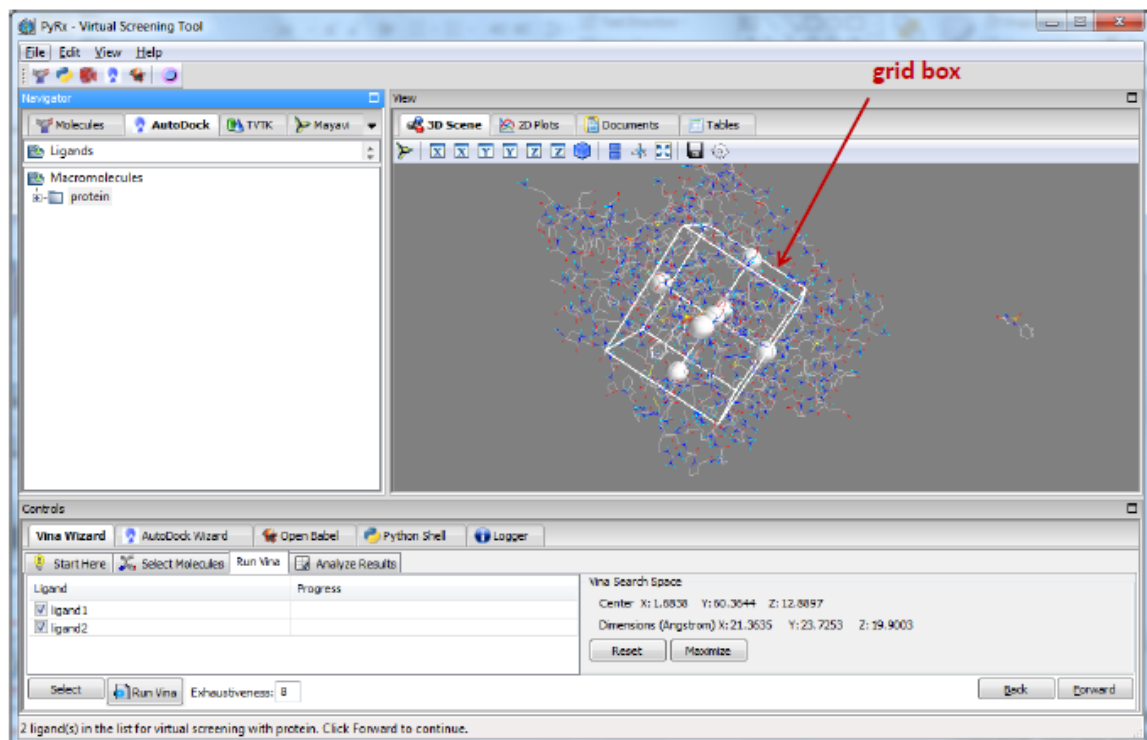 PyRx - Virtual Screening Tool
File Edit View Help
grid box
Navigator
View
Molecules AutoDock TVTK Mayavi
3D Scene 2D Plots Documents Tables
Ligands
X X Y Y Z Z
Macromolecules
protein
Controls
Vina Wizard AutoDock Wizard Open Babel Python Shell Logger
Start Here Select Molecules Run Vina Analyze Results
Ligand Progress
Vina Search Space
ligand1
Center X: 1.6838 Y: 60.3644 Z: 12.8897
ligand2
Dimensions (Angstrom) X: 21.3635 Y: 23.7253 Z: 19.9003
Reset Maximize
Select Run Vina Exhaustiveness: 8 Back Forward
2 ligand(s) in the list for virtual screening with protein. Click Forward to continue.